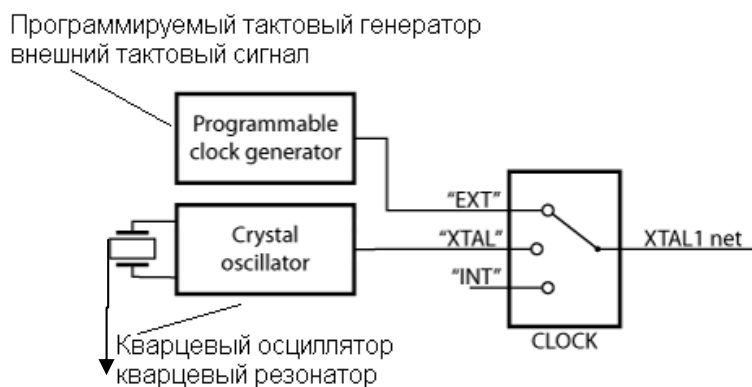 Программируемый тактовый генератор
внешний тактовый сигнал
Programmable
clock generator
"EXT"
Crystal
oscillator
"XTAL"
XTAL1 net
"INT"
CLOCK
Кварцевый осциллятор
кварцевый резонатор